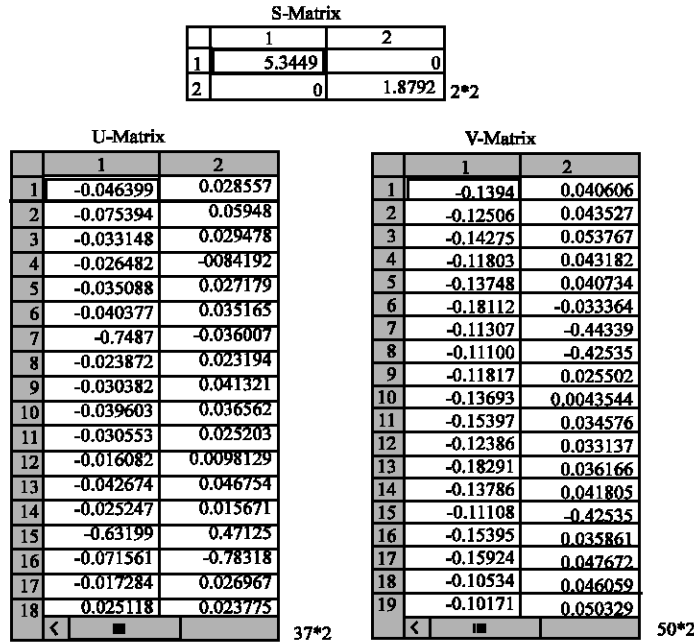 S-Matrix
1 2
1 5.3449 0
2 0 1.8792 2*2
U-Matrix
1 2
1 -0.046399 0.028557
2 -0.075394 0.05948
3 -0.033148 0.029478
4 -0.026482 -0084192
5 -0.035088 0.027179
6 -0.040377 0.035165
7 -0.7487 -0.036007
8 -0.023872 0.023194
9 -0.030382 0.041321
10 -0.039603 0.036562
11 -0.030553 0.025203
12 -0.016082 0.0098129
13 -0.042674 0.046754
14 -0.025247 0.015671
15 -0.63199 0.47125
16 -0.071561 -0.78318
17 -0.017284 0.026967
18 0.025118 0.023775
37*2
V-Matrix
1 2
1 -0.1394 0.040606
2 -0.12506 0.043527
3 -0.14275 0.053767
4 -0.11803 0.043182
5 -0.13748 0.040734
6 -0.18112 -0.033364
7 -0.11307 -0.44339
8 -0.11100 -0.42535
9 -0.11817 0.025502
10 -0.13693 0.0043544
11 -0.15397 0.034576
12 -0.12386 0.033137
13 -0.18291 0.036166
14 -0.13786 0.041805
15 -0.11108 -0.42535
16 -0.15395 0.035861
17 -0.15924 0.047672
18 -0.10534 0.046059
19 -0.10171 0.050329
50*2